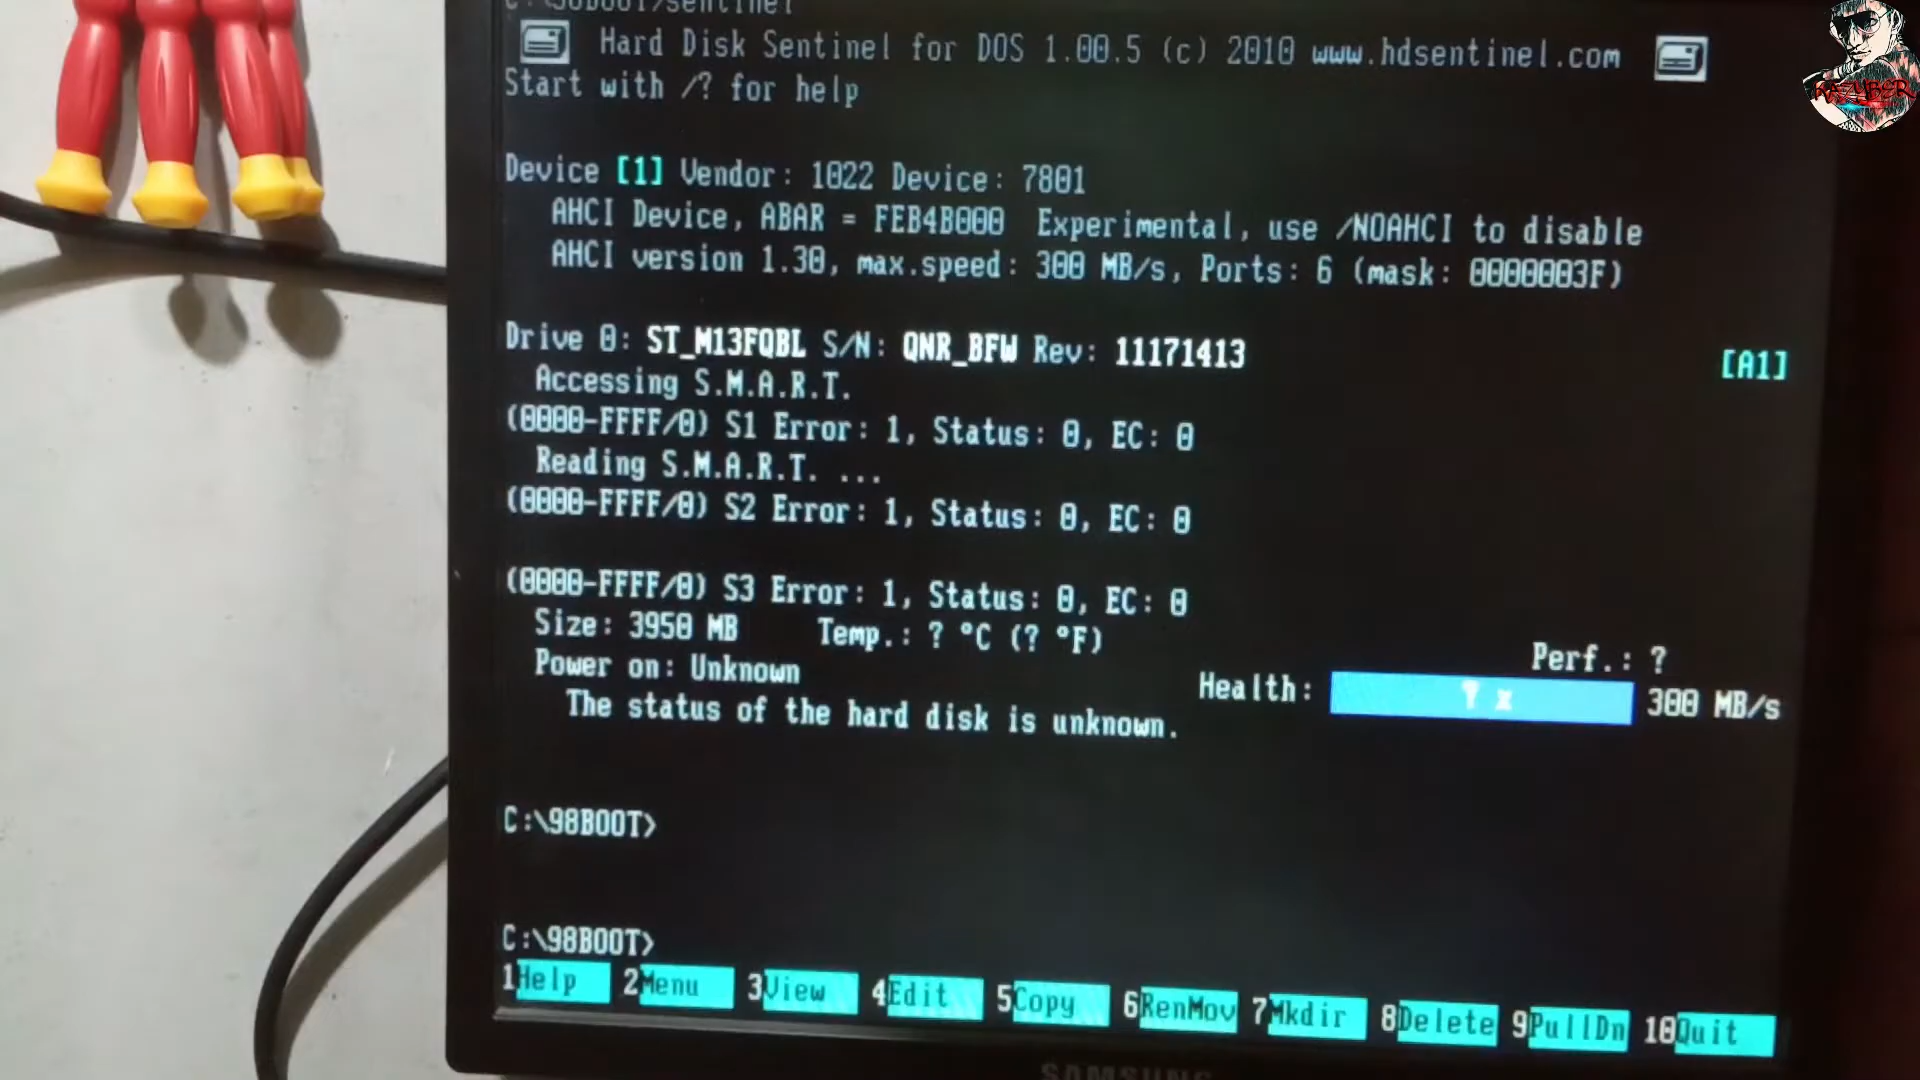 C:\98BOOT>sentinel
Hard Disk Sentinel for DOS 1.00.5 (c) 2010 www.hdsentinel.com
Start with /? for help
Device [1] Vendor: 1022 Device: 7801
AHCI Device, ABAR = FEB4B000 Experimental, use /NOAHCI to disable
AHCI version 1.30, max.speed: 300 MB/s, Ports: 6 (mask: 0000003F)
Drive 0: ST_M13FQBL S/N: QNR_BFW Rev: 11171413 [A1]
Accessing S.M.A.R.T.
(0000-FFFF/0) S1 Error: 1, Status: 0, EC: 0
Reading S.M.A.R.T. ...
(0000-FFFF/0) S2 Error: 1, Status: 0, EC: 0
(0000-FFFF/0) S3 Error: 1, Status: 0, EC: 0
Size: 3950 MB Temp.: ? °C (? °F) Perf.: ?
Power on: Unknown Health: ? x 300 MB/s
The status of the hard disk is unknown.
C:\98BOOT>
C:\98BOOT>
1Help 2Menu 3View 4Edit 5Copy 6RenMov 7Mkdir 8Delete 9PullDn 10Quit
SAMSUNG